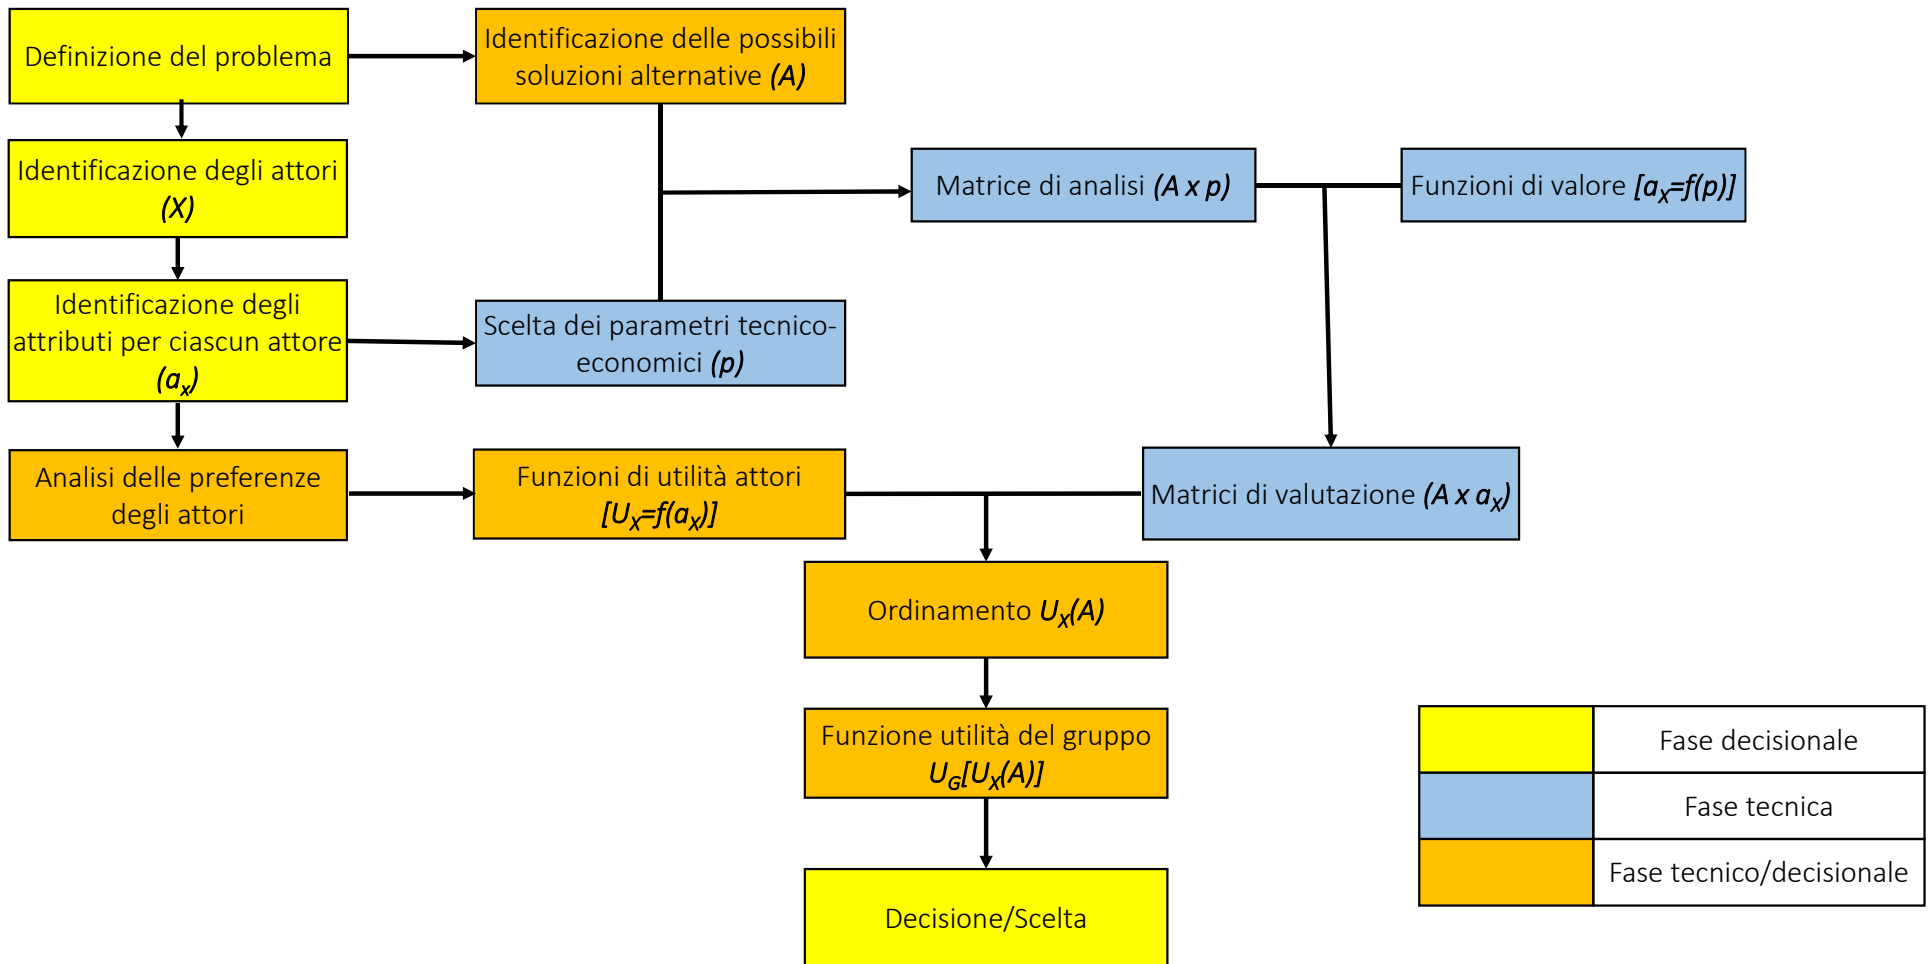 Definizione del problema
Identificazione delle possibili
soluzioni alternative (A)
Identificazione degli attori
(X)
Matrice di analisi (A x p)
Funzioni di valore [aX=f(p)]
Identificazione degli
attributi per ciascun attore
(ax)
Scelta dei parametri tecnico-
economici (p)
Analisi delle preferenze
degli attori
Funzioni di utilità attori
[UX=f(aX)]
Matrici di valutazione (A x aX)
Ordinamento UX(A)
Funzione utilità del gruppo
UG[UX(A)]
Decisione/Scelta
Fase decisionale
Fase tecnica
Fase tecnico/decisionale